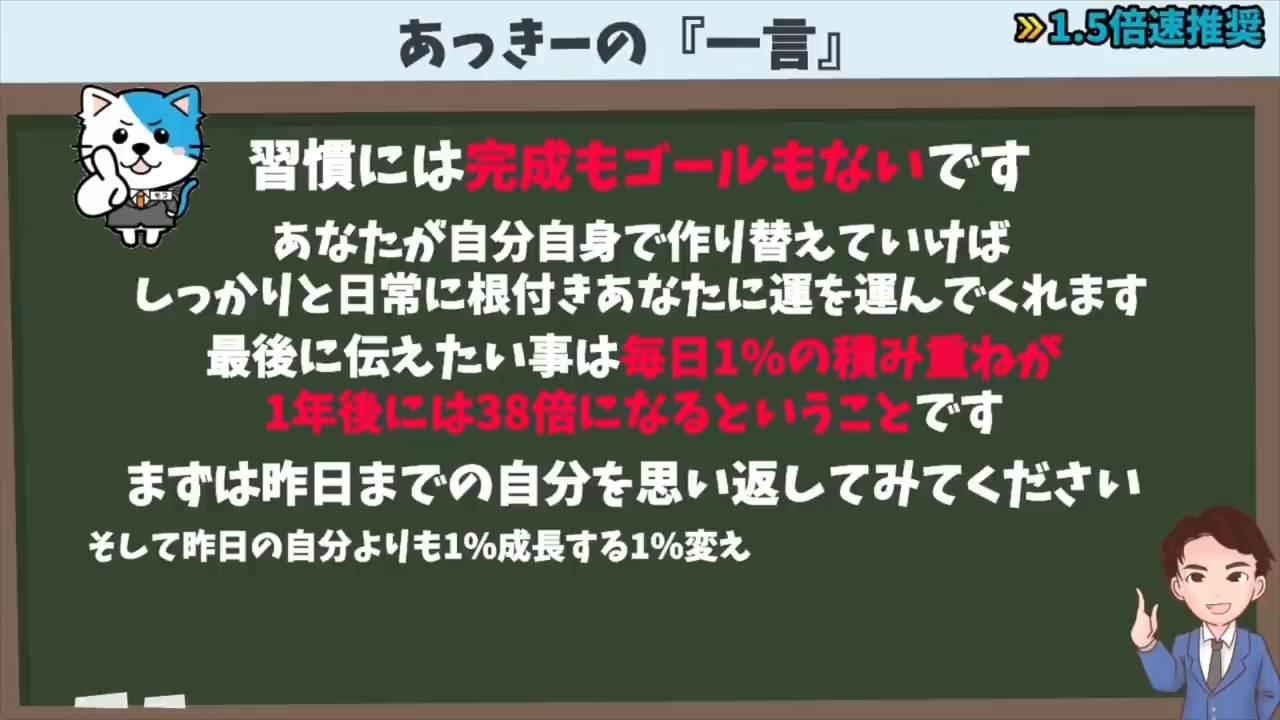 あっきーの『一言』
1.5倍速推奨
習慣には完成もゴールもないです
あなたが自分自身で作り替えていけば
しっかりと日常に根付きあなたに運を運んでくれます
最後に伝えたい事は毎日1%の積み重ねが
1年後には38倍になるということです
まずは昨日までの自分を思い返してみてください
そして昨日の自分よりも1%成長する1%変え